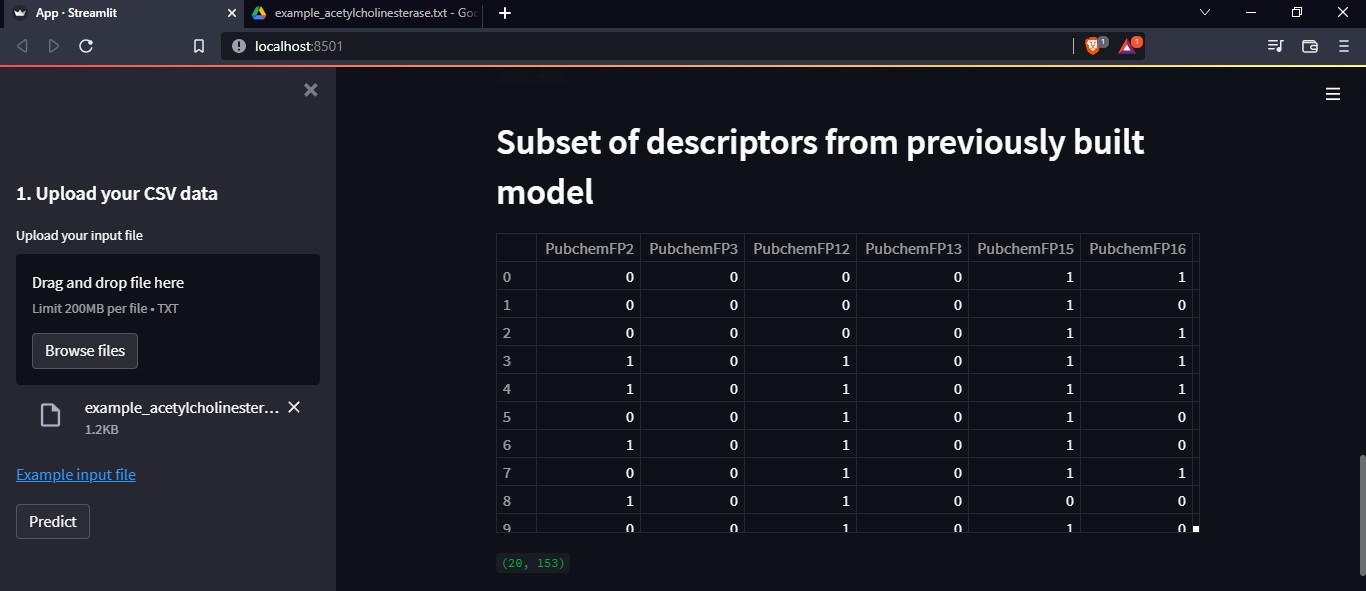 App · Streamlit
example_acetylcholinesterase.txt - Goo
localhost:8501
1
1
1. Upload your CSV data
Upload your input file
Drag and drop file here
Limit 200MB per file • TXT
Browse files
example_acetylcholinester...
1.2KB
Example input file
Predict
Subset of descriptors from previously built
model
PubchemFP2 PubchemFP3 PubchemFP12 PubchemFP13 PubchemFP15 PubchemFP16
0 0 0 0 0 1 1
1 0 0 0 0 1 0
2 0 0 0 0 1 1
3 1 0 1 0 1 1
4 1 0 1 0 1 1
5 0 0 1 0 1 0
6 1 0 1 0 1 0
7 0 0 1 0 1 1
8 1 0 1 0 0 0
9 0 0 1 0 1 0
(20, 153)